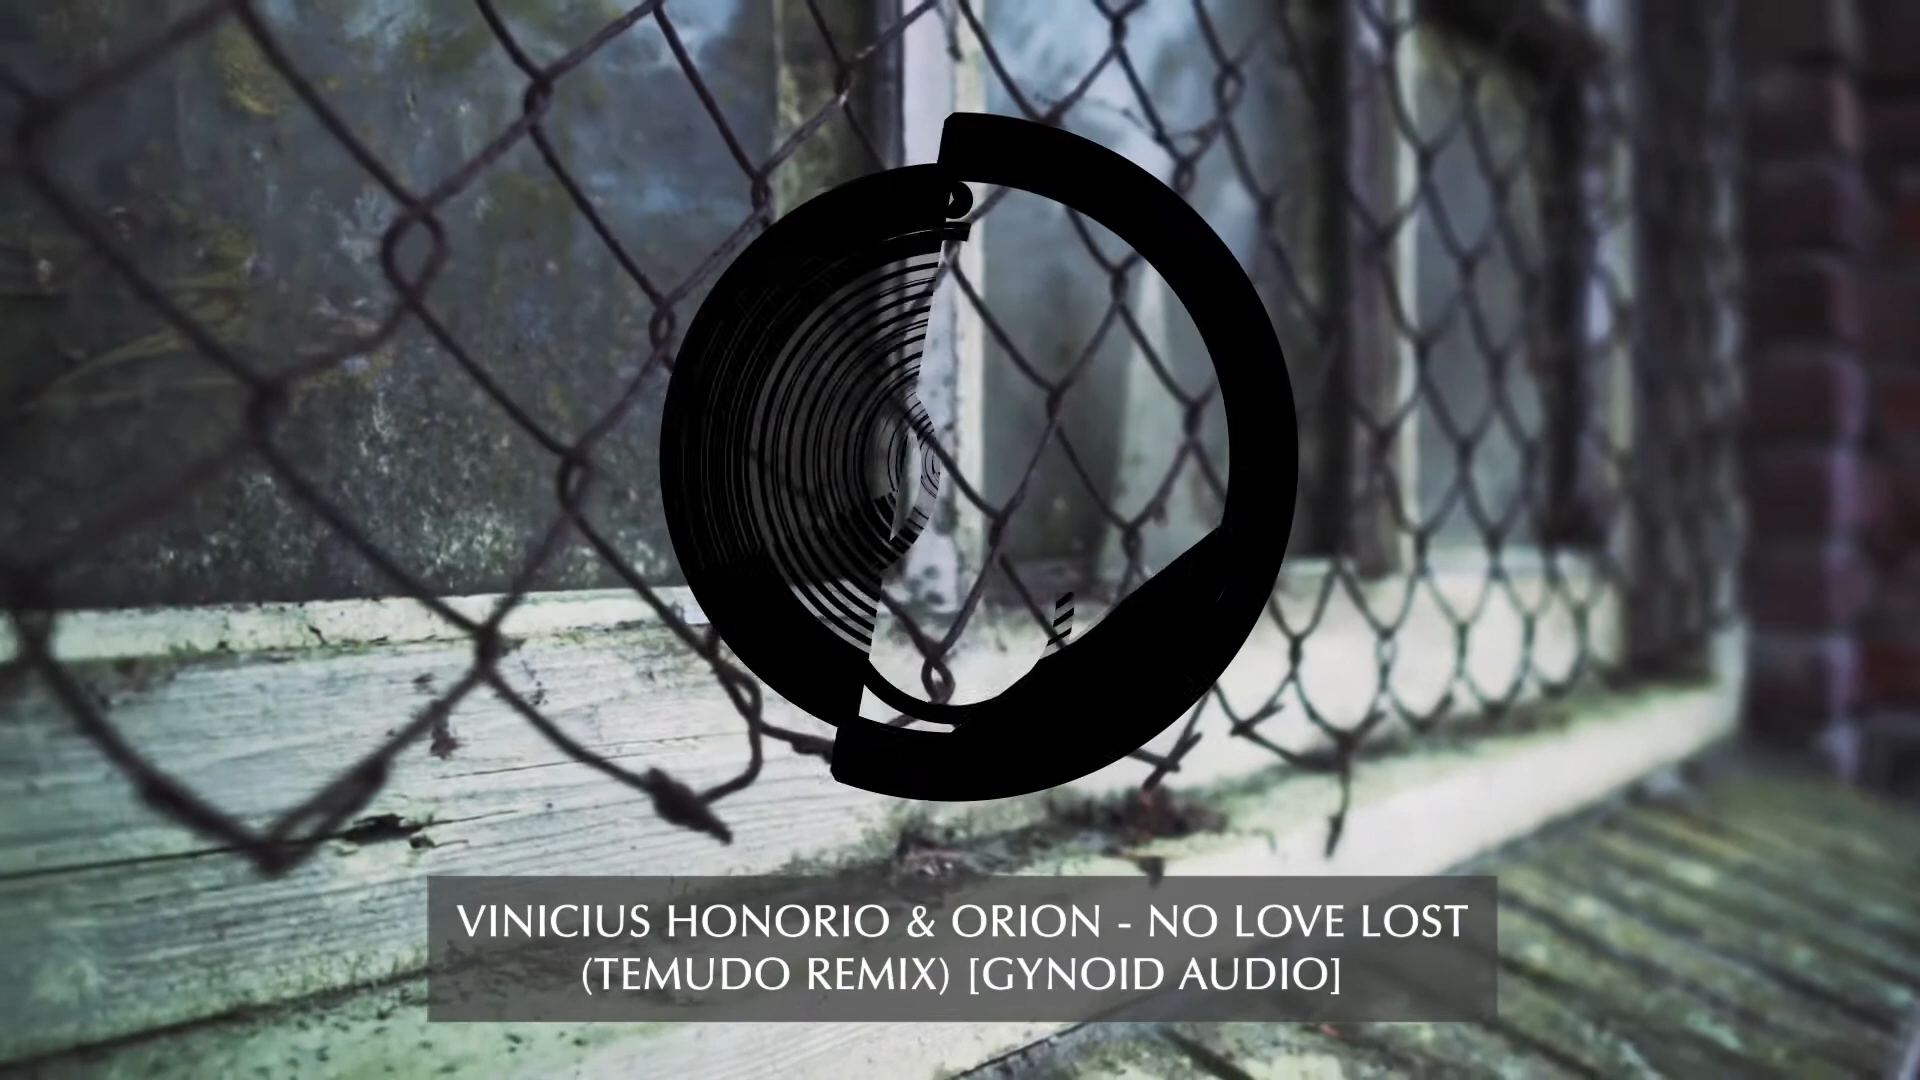 VINICIUS HONORIO & ORION - NO LOVE LOST
(TEMUDO REMIX) [GYNOID AUDIO]